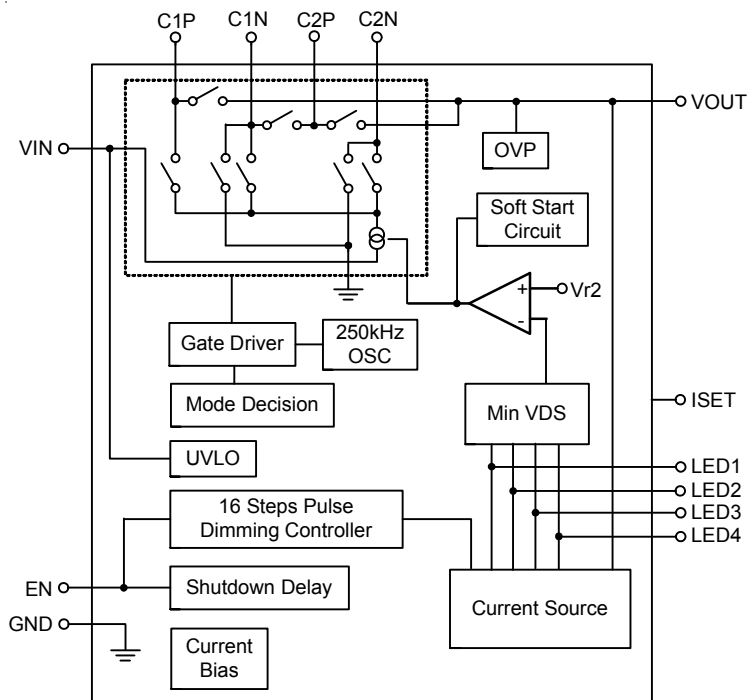 C1P C1N C2P C2N
VOUT
VIN
OVP
Soft Start
Circuit
+
Vr2
-
Gate Driver
250kHz
OSC
Mode Decision
Min VDS
ISET
UVLO
LED1
LED2
LED3
LED4
16 Steps Pulse
Dimming Controller
EN
Shutdown Delay
Current Source
GND
Current
Bias